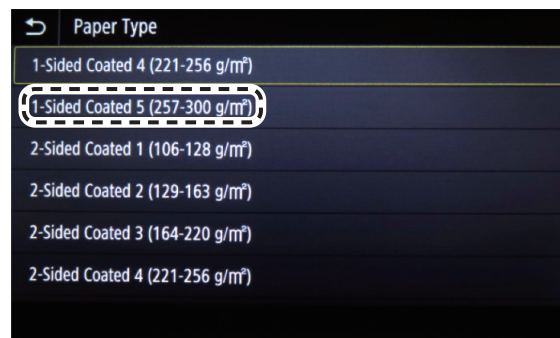 Paper Type
1-Sided Coated 4 (221-256 g/m²)
1-Sided Coated 5 (257-300 g/m²)
2-Sided Coated 1 (106-128 g/m²)
2-Sided Coated 2 (129-163 g/m²)
2-Sided Coated 3 (164-220 g/m²)
2-Sided Coated 4 (221-256 g/m²)